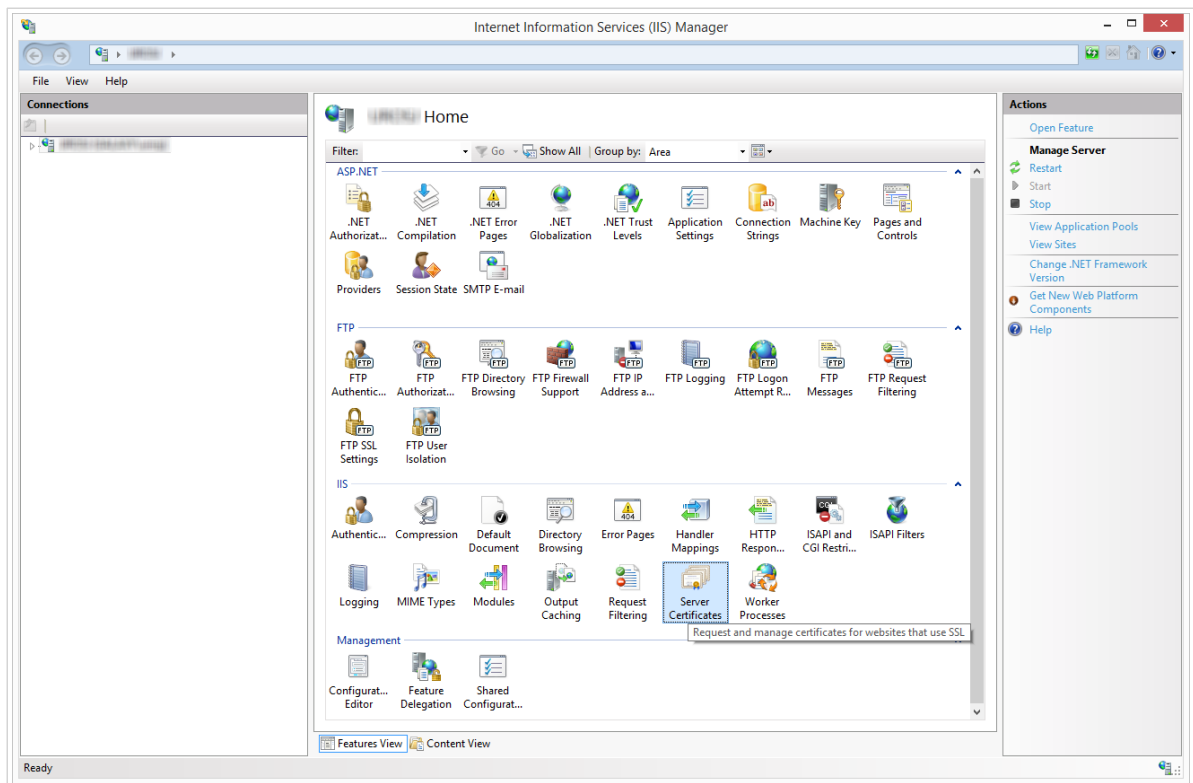 Internet Information Services (IIS) Manager
File View Help
Connections
Home
Filter: Go Show All Group by: Area
ASP.NET
.NET Authorizat...
.NET Compilation
.NET Error Pages
.NET Globalization
.NET Trust Levels
Application Settings
Connection Strings
Machine Key
Pages and Controls
Providers
Session State
SMTP E-mail
FTP
FTP Authentic...
FTP Authorizat...
FTP Directory Browsing
FTP Firewall Support
FTP IP Address a...
FTP Logging
FTP Logon Attempt R...
FTP Messages
FTP Request Filtering
FTP SSL Settings
FTP User Isolation
IIS
Authentic...
Compression
Default Document
Directory Browsing
Error Pages
Handler Mappings
HTTP Respon...
ISAPI and CGI Restri...
ISAPI Filters
Logging
MIME Types
Modules
Output Caching
Request Filtering
Server Certificates
Worker Processes
Request and manage certificates for websites that use SSL
Management
Configurat... Editor
Feature Delegation
Shared Configurat...
Features View Content View
Ready
Actions
Open Feature
Manage Server
Restart
Start
Stop
View Application Pools
View Sites
Change .NET Framework
Version
Get New Web Platform
Components
Help